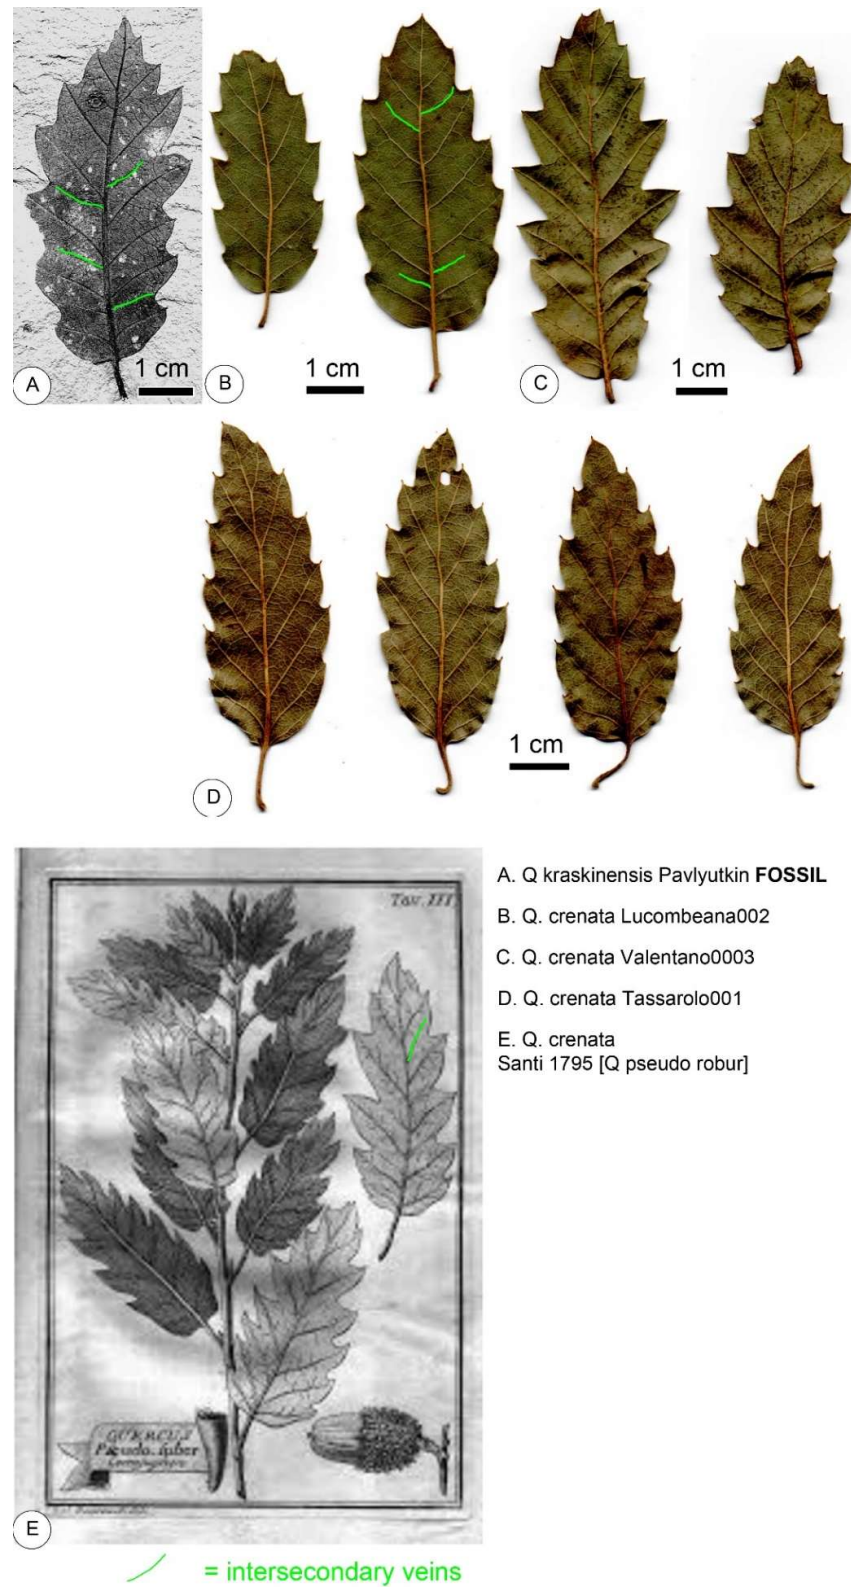 A
1 cm
B
1 cm
C
1 cm
D
1 cm
Tav. III
QUERCUS
Pseudo-suber
E
A. Q kraskinensis Pavlyutkin FOSSIL
B. Q. crenata Lucombeana002
C. Q. crenata Valentano0003
D. Q. crenata Tassarolo001
E. Q. crenata
Santi 1795 [Q pseudo robur]
= intersecondary veins